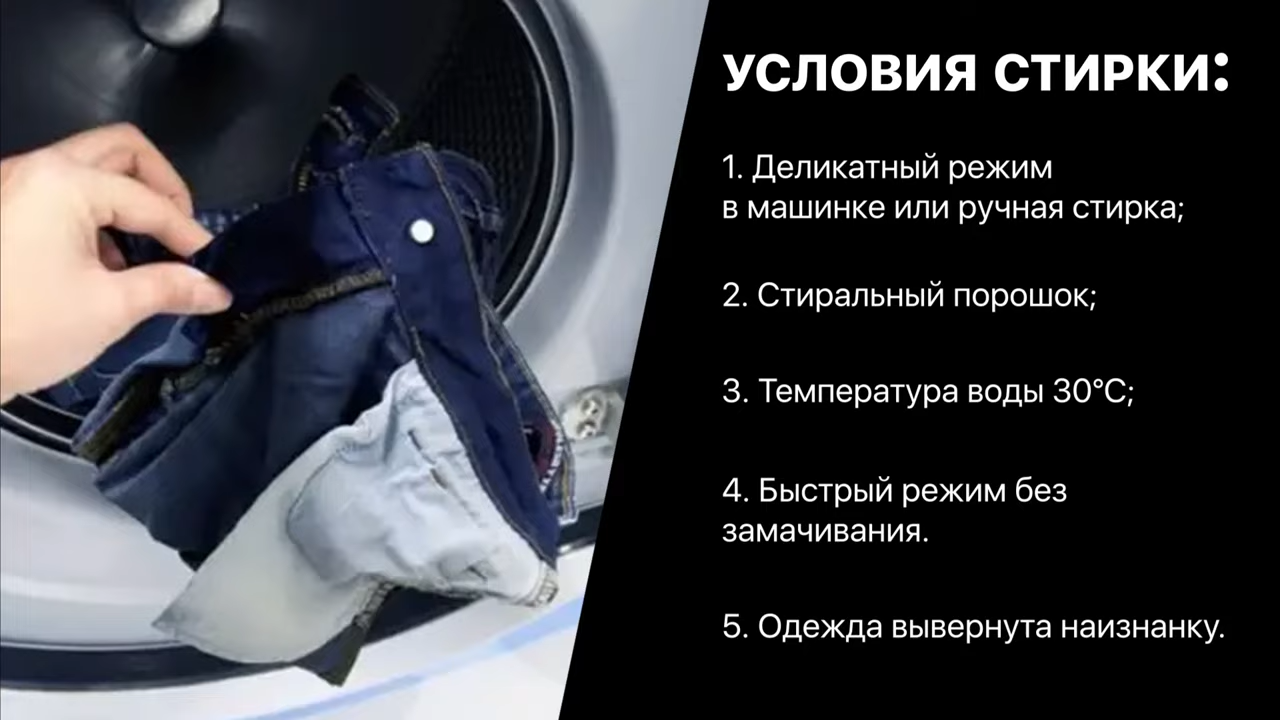 УСЛОВИЯ СТИРКИ:
1. Деликатный режим
в машинке или ручная стирка;
2. Стиральный порошок;
3. Температура воды 30°С;
4. Быстрый режим без
замачивания.
5. Одежда вывернута наизнанку.